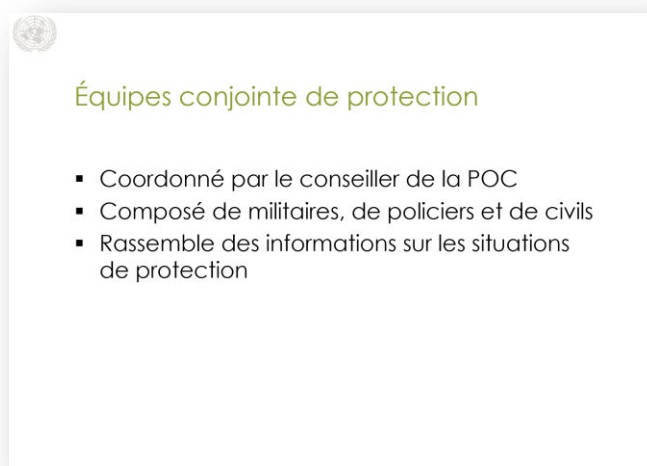 Équipes conjointe de protection
▪ Coordonné par le conseiller de la POC
▪ Composé de militaires, de policiers et de civils
▪ Rassemble des informations sur les situations
de protection